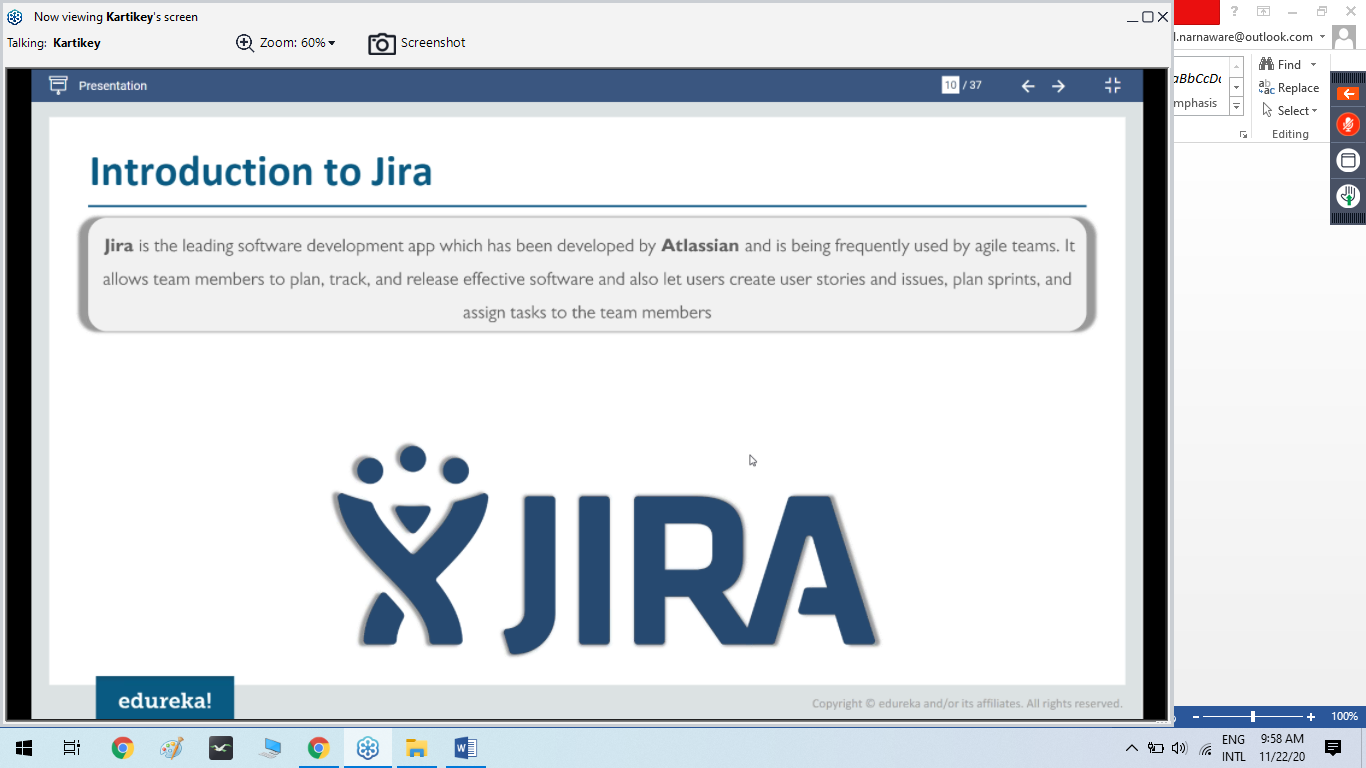 Now viewing Kartikey's screen
Talking: Kartikey
Zoom: 60%
Screenshot
l.narnaware@outlook.com
Find
Replace
Select
Editing
aBbCcDc
mphasis
Presentation
10 / 37
Introduction to Jira
Jira is the leading software development app which has been developed by Atlassian and is being frequently used by agile teams. It
allows team members to plan, track, and release effective software and also let users create user stories and issues, plan sprints, and
assign tasks to the team members
JIRA
edureka!
Copyright © edureka and/or its affiliates. All rights reserved.
100%
ENG
INTL
9:58 AM
11/22/20